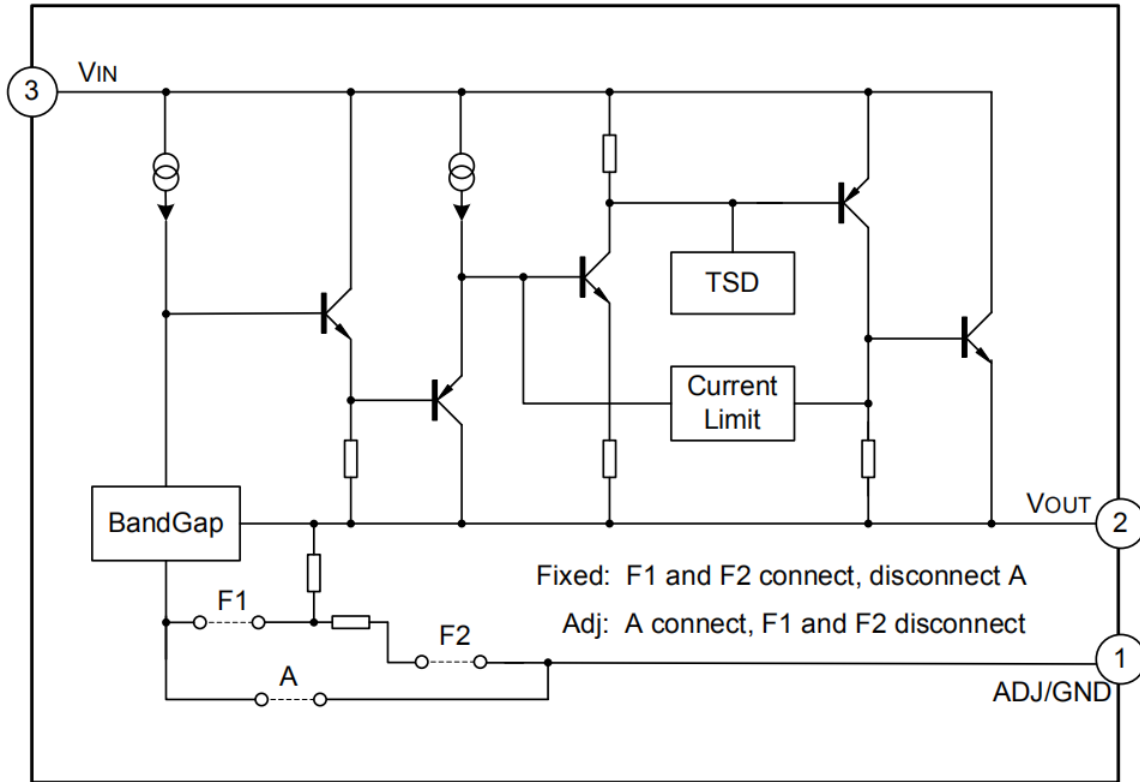 VIN
3
TSD
Current
Limit
VOUT
2
BandGap
Fixed: F1 and F2 connect, disconnect A
F1
Adj: A connect, F1 and F2 disconnect
F2
1
A
ADJ/GND